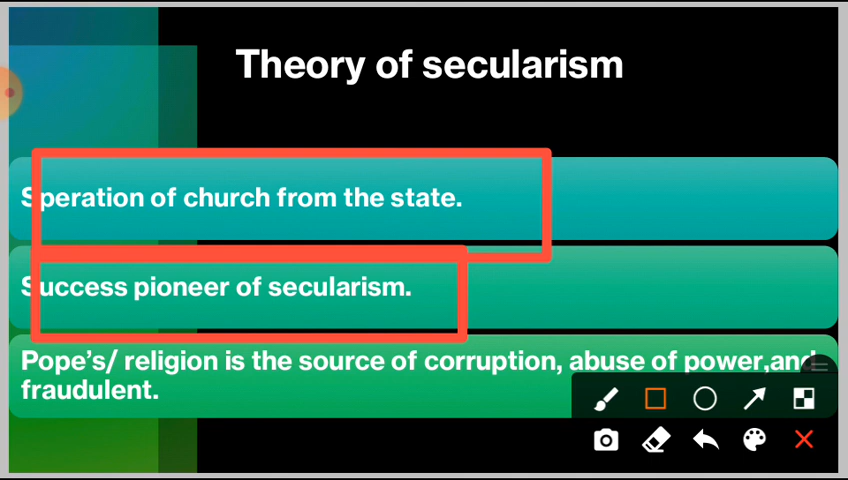 Theory of secularism
Speration of church from the state.
Success pioneer of secularism.
Pope's/ religion is the source of corruption, abuse of power,and
fraudulent.